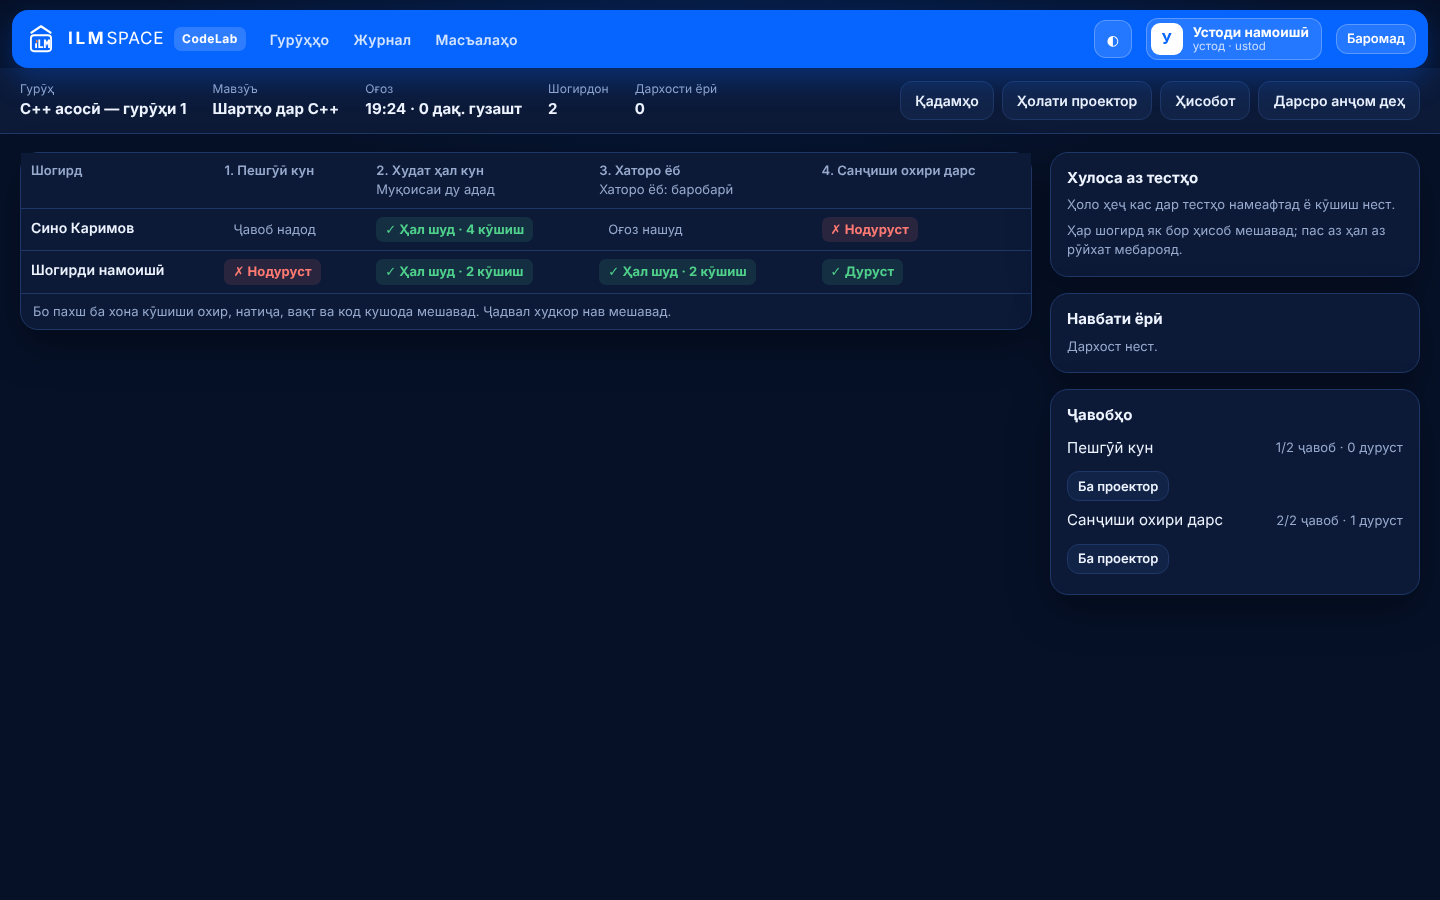 ILMSPACE CodeLab Гурӯҳҳо Журнал Масъалаҳо ◐ У Устоди намоишӣ Баромад
устод · ustod
Гурӯҳ Мавзӯъ Оғоз Шогирдон Дархости ёрӣ
C++ асосӣ — гурӯҳи 1 Шартҳо дар C++ 19:24 · 0 дақ. гузашт 2 0
Қадамҳо Ҳолати проектор Ҳисобот Дарсро анҷом деҳ
Шогирд 1. Пешгӯӣ кун 2. Худат ҳал кун 3. Хаторо ёб 4. Санҷиши охири дарс
Муқоисаи ду адад Хаторо ёб: баробарӣ
Сино Каримов Ҷавоб надод ✓ Ҳал шуд · 4 кӯшиш Оғоз нашуд ✗ Нодуруст
Шогирди намоишӣ ✗ Нодуруст ✓ Ҳал шуд · 2 кӯшиш ✓ Ҳал шуд · 2 кӯшиш ✓ Дуруст
Бо пахш ба хона кӯшиши охир, натиҷа, вақт ва код кушода мешавад. Ҷадвал худкор нав мешавад.
Хулоса аз тестҳо
Ҳоло ҳеҷ кас дар тестҳо намеафтад ё кӯшиш нест.
Ҳар шогирд як бор ҳисоб мешавад; пас аз ҳал аз
рӯйхат мебарояд.
Навбати ёрӣ
Дархост нест.
Ҷавобҳо
Пешгӯӣ кун 1/2 ҷавоб · 0 дуруст
Ба проектор
Санҷиши охири дарс 2/2 ҷавоб · 1 дуруст
Ба проектор